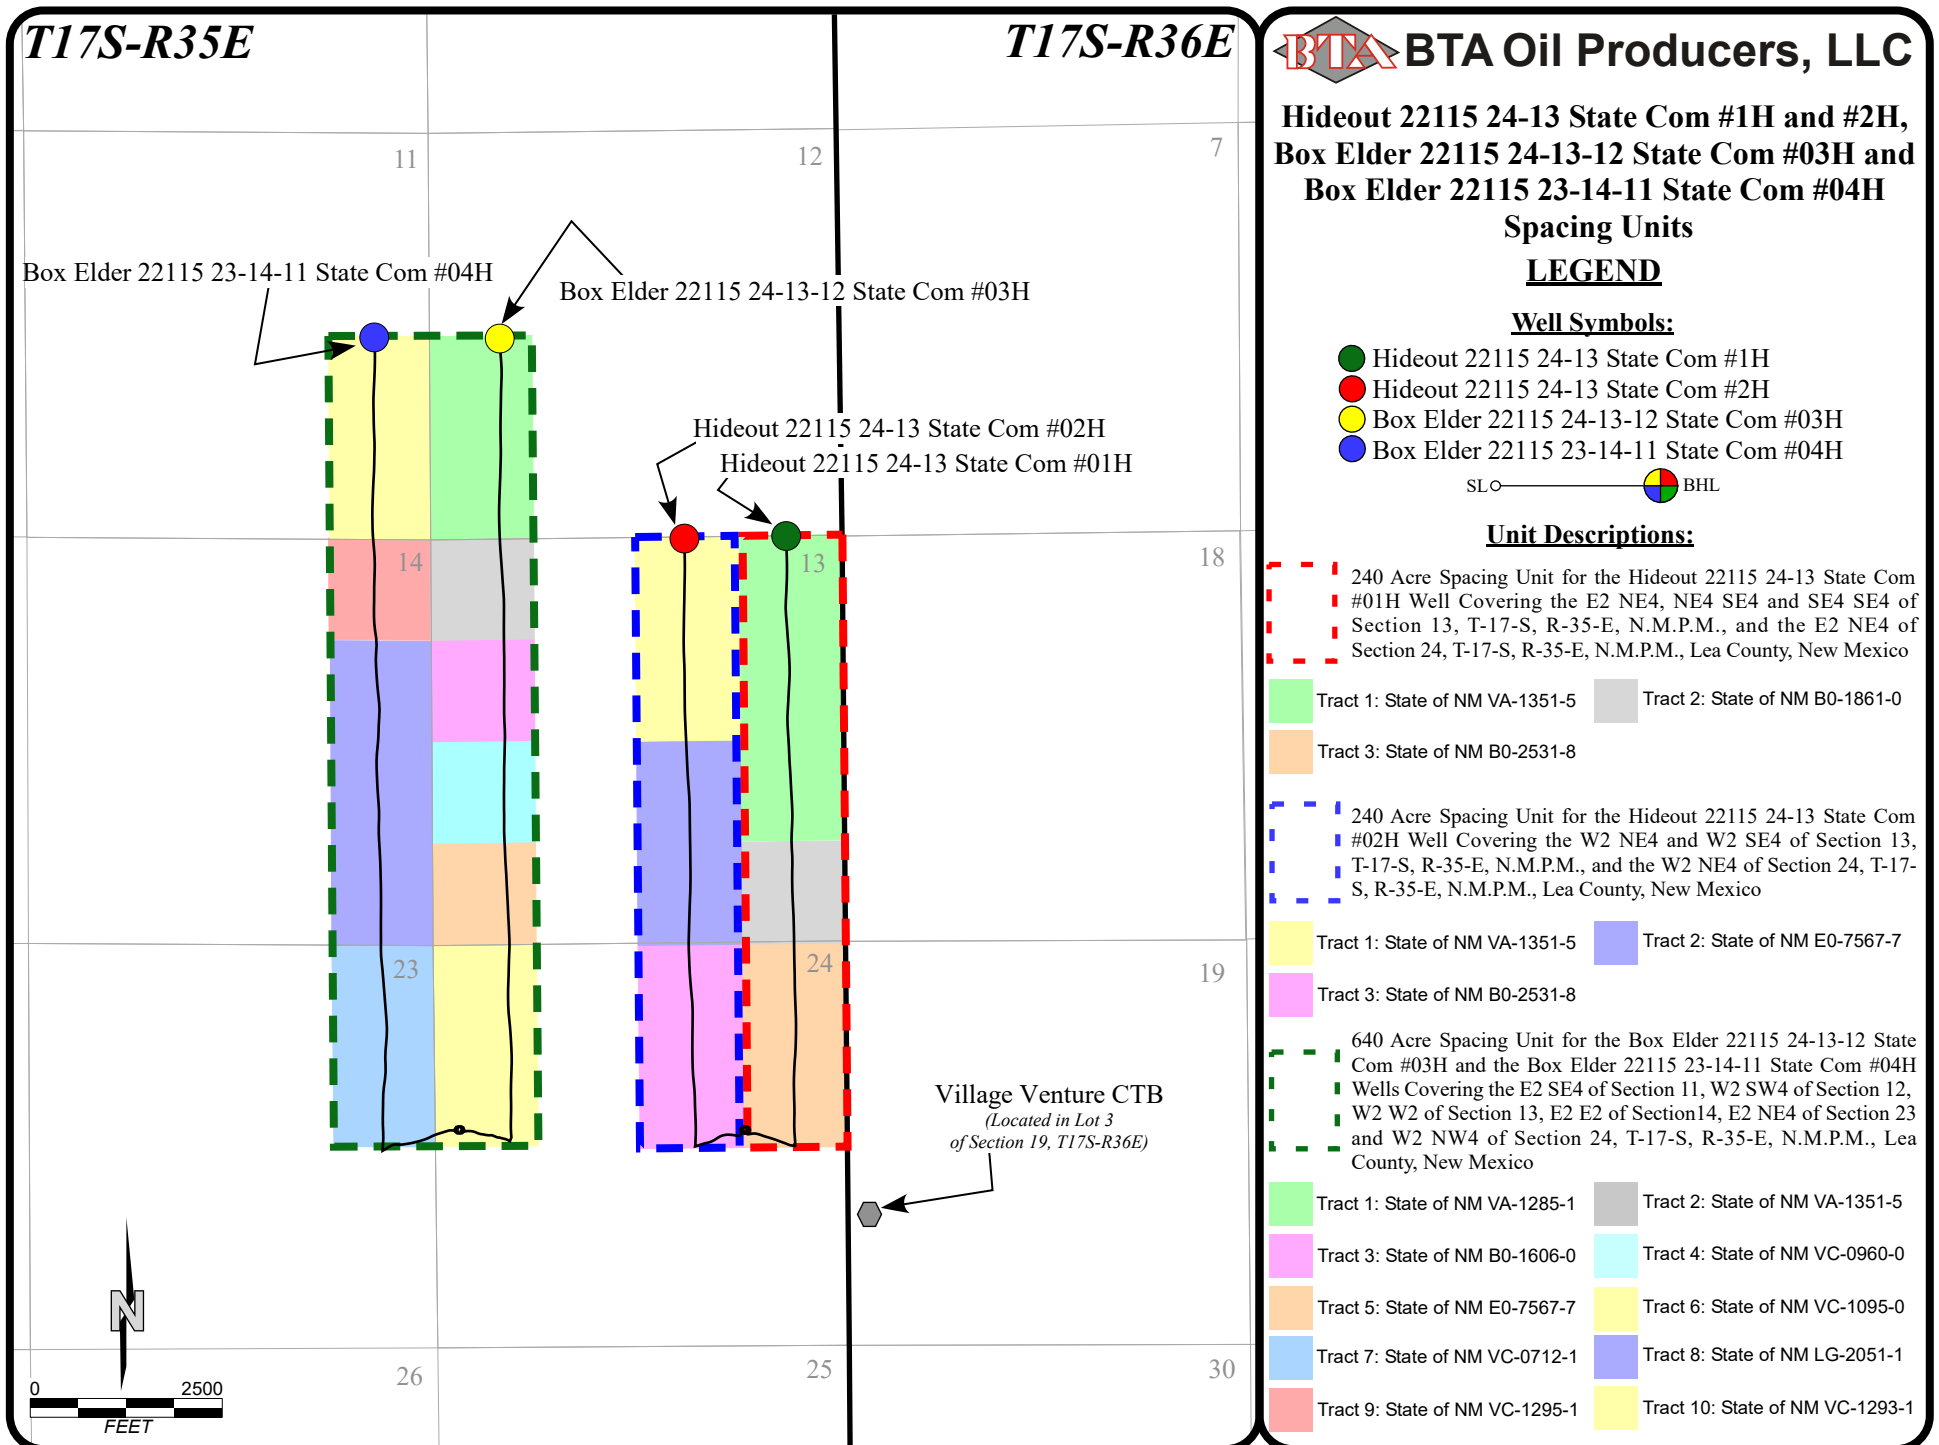 T17S-R35E
T17S-R36E
11
12
7
Box Elder 22115 23-14-11 State Com #04H
Box Elder 22115 24-13-12 State Com #03H
Hideout 22115 24-13 State Com #02H
Hideout 22115 24-13 State Com #01H
14
13
18
23
24
19
Village Venture CTB
(Located in Lot 3
of Section 19, T17S-R36E)
N
26
25
30
0 2500
FEET
BTA BTA Oil Producers, LLC
Hideout 22115 24-13 State Com #1H and #2H,
Box Elder 22115 24-13-12 State Com #03H and
Box Elder 22115 23-14-11 State Com #04H
Spacing Units
LEGEND
Well Symbols:
Hideout 22115 24-13 State Com #1H
Hideout 22115 24-13 State Com #2H
Box Elder 22115 24-13-12 State Com #03H
Box Elder 22115 23-14-11 State Com #04H
SL BHL
Unit Descriptions:
240 Acre Spacing Unit for the Hideout 22115 24-13 State Com
#01H Well Covering the E2 NE4, NE4 SE4 and SE4 SE4 of
Section 13, T-17-S, R-35-E, N.M.P.M., and the E2 NE4 of
Section 24, T-17-S, R-35-E, N.M.P.M., Lea County, New Mexico
Tract 1: State of NM VA-1351-5
Tract 2: State of NM B0-1861-0
Tract 3: State of NM B0-2531-8
240 Acre Spacing Unit for the Hideout 22115 24-13 State Com
#02H Well Covering the W2 NE4 and W2 SE4 of Section 13,
T-17-S, R-35-E, N.M.P.M., and the W2 NE4 of Section 24, T-17-
S, R-35-E, N.M.P.M., Lea County, New Mexico
Tract 1: State of NM VA-1351-5
Tract 2: State of NM E0-7567-7
Tract 3: State of NM B0-2531-8
640 Acre Spacing Unit for the Box Elder 22115 24-13-12 State
Com #03H and the Box Elder 22115 23-14-11 State Com #04H
Wells Covering the E2 SE4 of Section 11, W2 SW4 of Section 12,
W2 W2 of Section 13, E2 E2 of Section14, E2 NE4 of Section 23
and W2 NW4 of Section 24, T-17-S, R-35-E, N.M.P.M., Lea
County, New Mexico
Tract 1: State of NM VA-1285-1
Tract 2: State of NM VA-1351-5
Tract 3: State of NM B0-1606-0
Tract 4: State of NM VC-0960-0
Tract 5: State of NM E0-7567-7
Tract 6: State of NM VC-1095-0
Tract 7: State of NM VC-0712-1
Tract 8: State of NM LG-2051-1
Tract 9: State of NM VC-1295-1
Tract 10: State of NM VC-1293-1